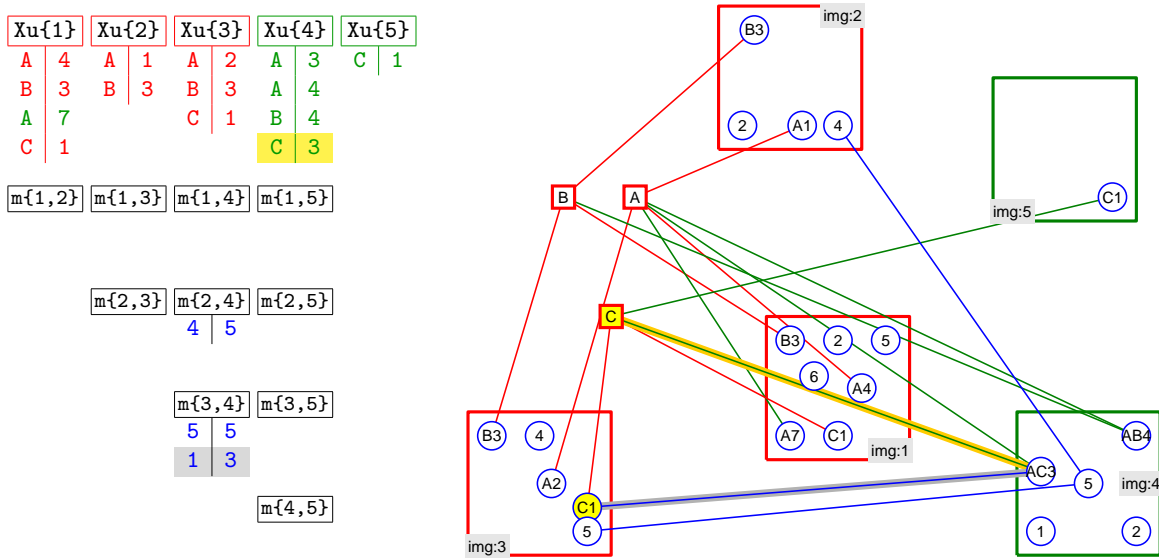 Xu{1} Xu{2} Xu{3} Xu{4} Xu{5}
A 4 A 1 A 2 A 3 C 1
B 3 B 3 B 3 A 4
A 7 C 1 B 4
C 1 C 3
m{1,2} m{1,3} m{1,4} m{1,5}
m{2,3} m{2,4} m{2,5}
4 5
m{3,4} m{3,5}
5 5
1 3
m{4,5}
img:2
B3
2 A1 4
C1
img:5
B A
C
B3 2 5
6
A4
A7 C1
img:1
B3 4
A2
C1
5
img:3
AB4
AC3
5
img:4
1 2